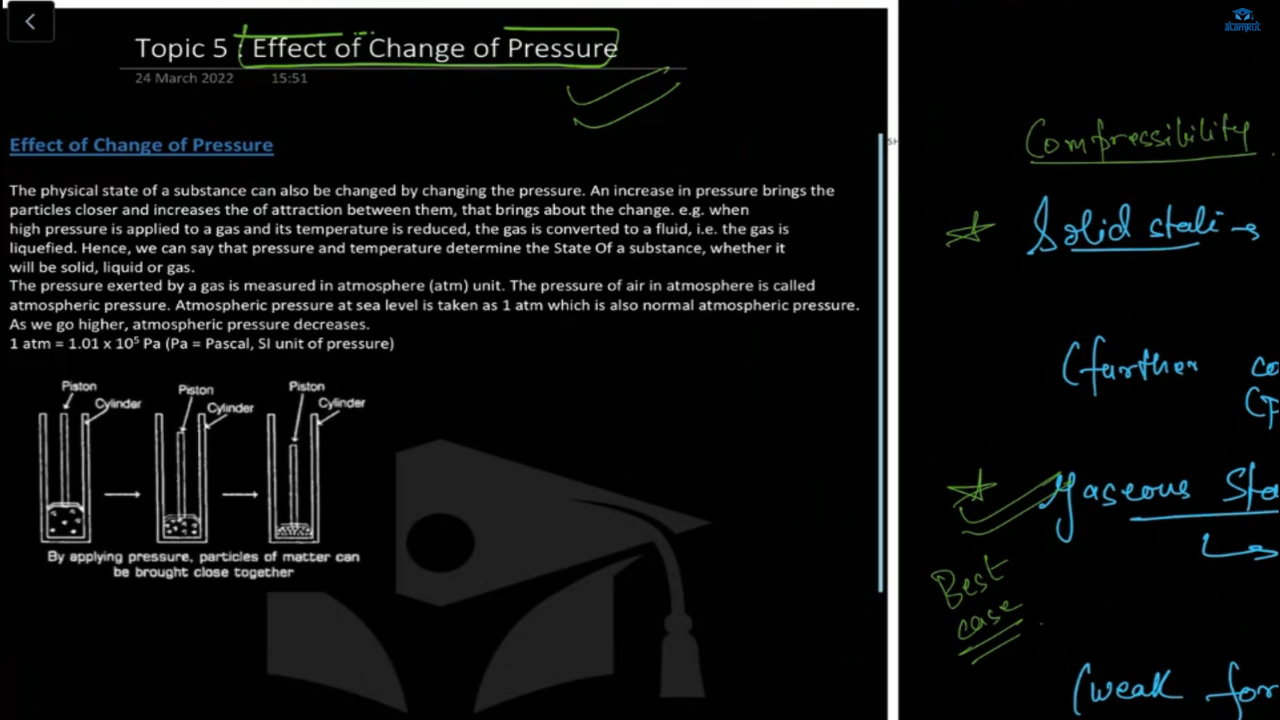 Topic 5 : Effect of Change of Pressure
24 March 2022 15:51
Effect of Change of Pressure
The physical state of a substance can also be changed by changing the pressure. An increase in pressure brings the
particles closer and increases the of attraction between them, that brings about the change. e.g. when
high pressure is applied to a gas and its temperature is reduced, the gas is converted to a fluid, i.e. the gas is
liquefied. Hence, we can say that pressure and temperature determine the State Of a substance, whether it
will be solid, liquid or gas.
The pressure exerted by a gas is measured in atmosphere (atm) unit. The pressure of air in atmosphere is called
atmospheric pressure. Atmospheric pressure at sea level is taken as 1 atm which is also normal atmospheric pressure.
As we go higher, atmospheric pressure decreases.
1 atm = 1.01 x 10⁵ Pa (Pa = Pascal, SI unit of pressure)
Piston
Cylinder
Piston
Cylinder
Piston
Cylinder
By applying pressure, particles of matter can
be brought close together
Compressibility
Solid state →
(further
gaseous
Best
case
(weak
atamkul